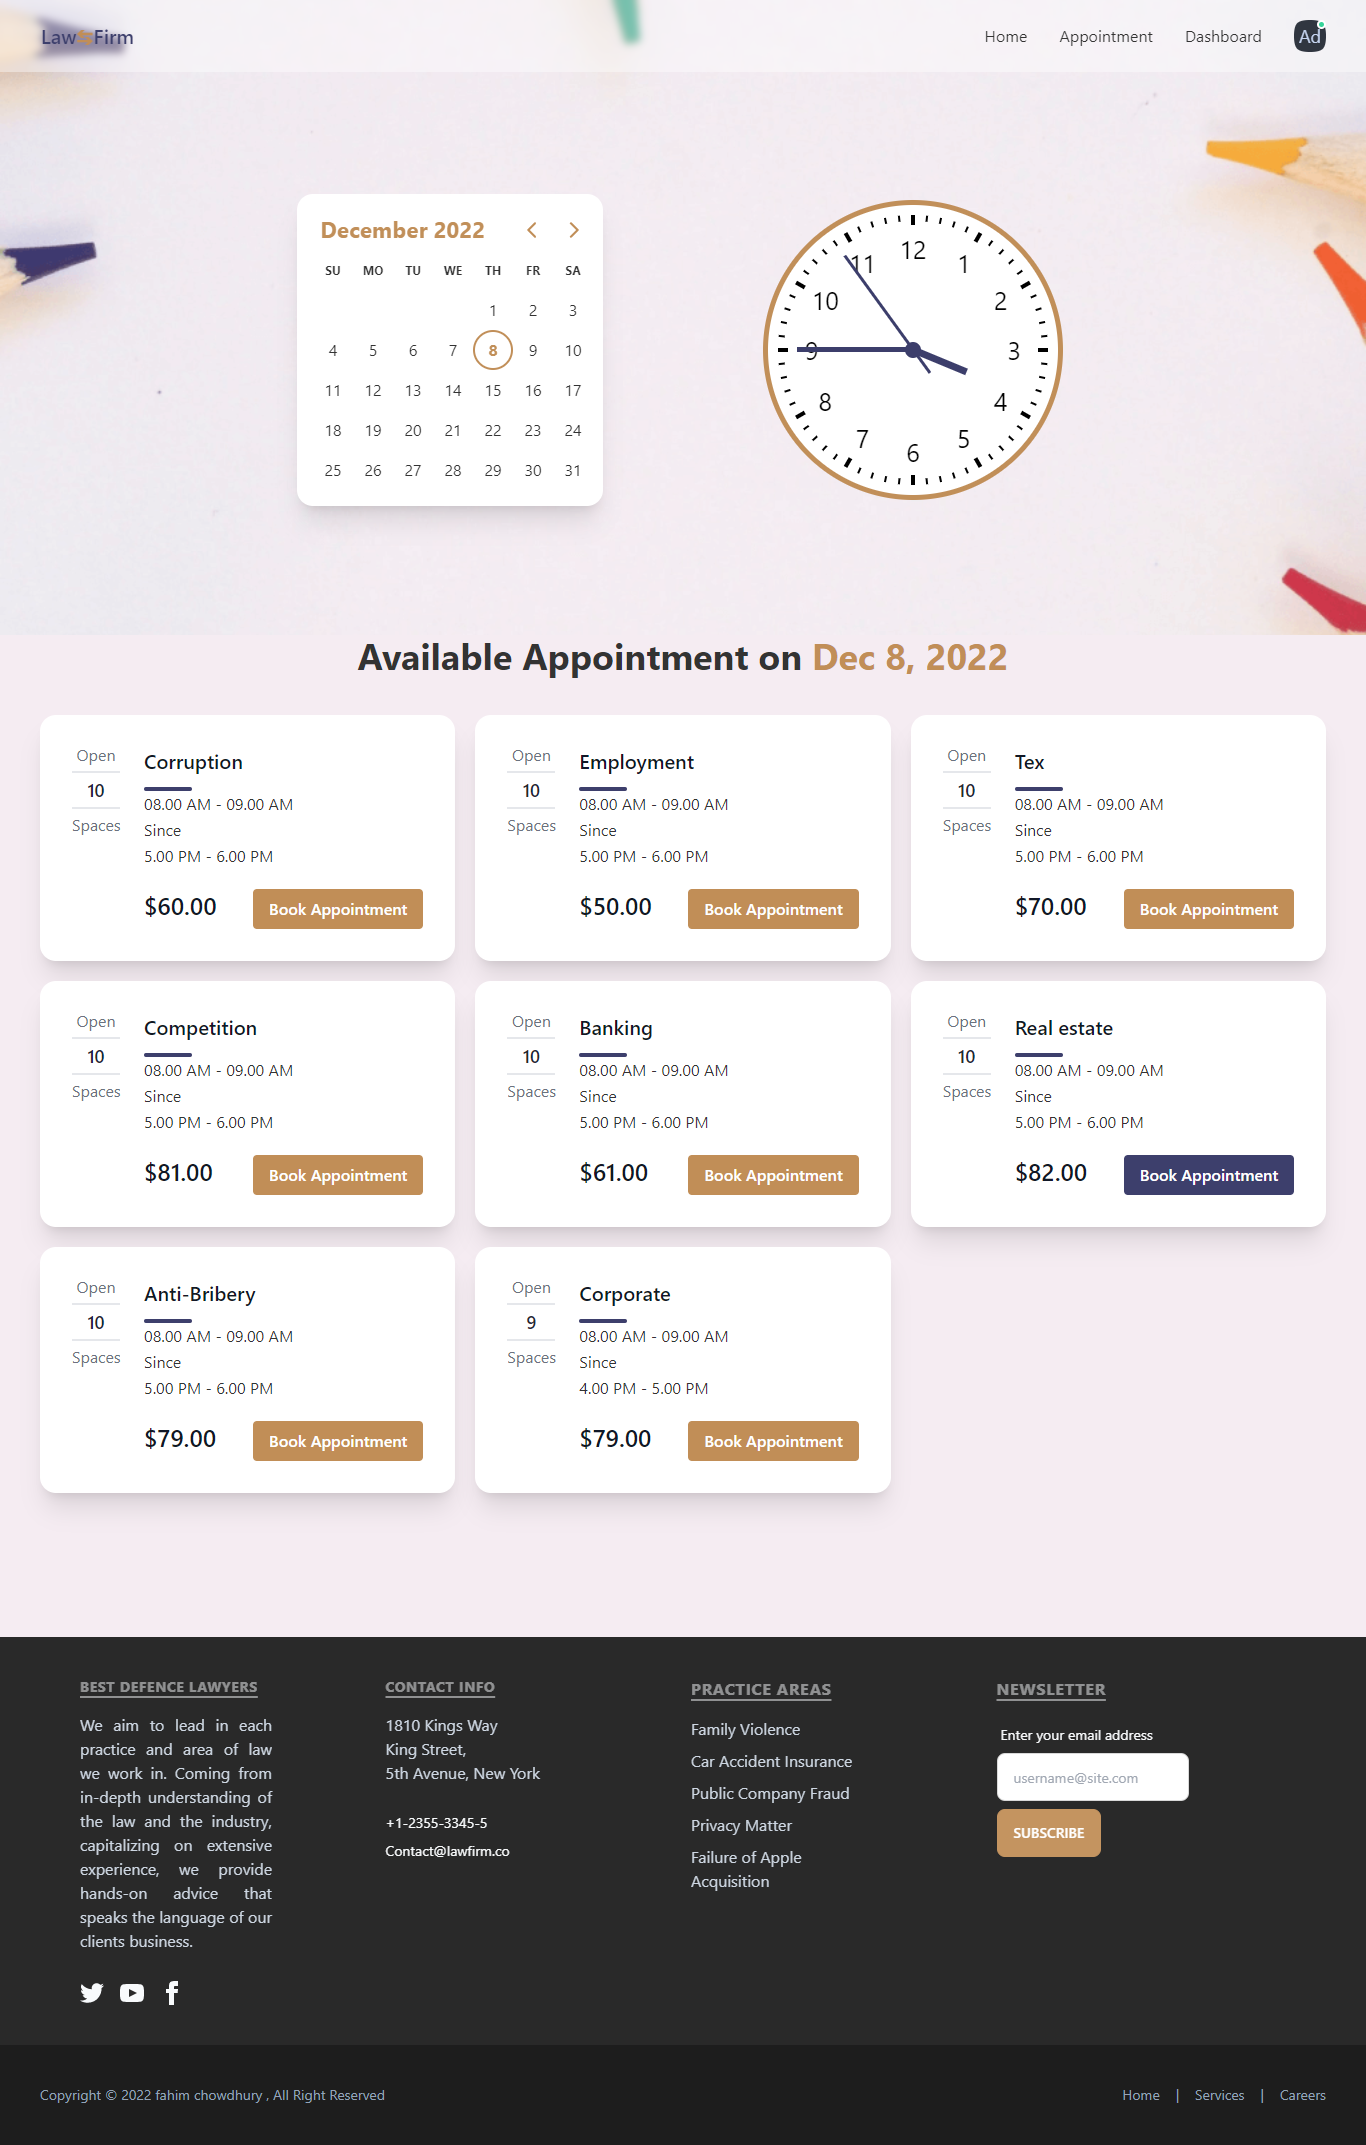 Law Firm
Home Appointment Dashboard Ad
December 2022
SU MO TU WE TH FR SA
1 2 3
4 5 6 7 8 9 10
11 12 13 14 15 16 17
18 19 20 21 22 23 24
25 26 27 28 29 30 31
12
1
2
3
4
5
6
7
8
9
10
11
Available Appointment on Dec 8, 2022
Open
10
Spaces
Corruption
08.00 AM - 09.00 AM
Since
5.00 PM - 6.00 PM
$60.00 Book Appointment
Open
10
Spaces
Employment
08.00 AM - 09.00 AM
Since
5.00 PM - 6.00 PM
$50.00 Book Appointment
Open
10
Spaces
Tex
08.00 AM - 09.00 AM
Since
5.00 PM - 6.00 PM
$70.00 Book Appointment
Open
10
Spaces
Competition
08.00 AM - 09.00 AM
Since
5.00 PM - 6.00 PM
$81.00 Book Appointment
Open
10
Spaces
Banking
08.00 AM - 09.00 AM
Since
5.00 PM - 6.00 PM
$61.00 Book Appointment
Open
10
Spaces
Real estate
08.00 AM - 09.00 AM
Since
5.00 PM - 6.00 PM
$82.00 Book Appointment
Open
10
Spaces
Anti-Bribery
08.00 AM - 09.00 AM
Since
5.00 PM - 6.00 PM
$79.00 Book Appointment
Open
9
Spaces
Corporate
08.00 AM - 09.00 AM
Since
4.00 PM - 5.00 PM
$79.00 Book Appointment
BEST DEFENCE LAWYERS
We aim to lead in each
practice and area of law
we work in. Coming from
in-depth understanding of
the law and the industry,
capitalizing on extensive
experience, we provide
hands-on advice that
speaks the language of our
clients business.
CONTACT INFO
1810 Kings Way
King Street,
5th Avenue, New York
+1-2355-3345-5
Contact@lawfirm.co
PRACTICE AREAS
Family Violence
Car Accident Insurance
Public Company Fraud
Privacy Matter
Failure of Apple
Acquisition
NEWSLETTER
Enter your email address
username@site.com
SUBSCRIBE
Copyright © 2022 fahim chowdhury , All Right Reserved
Home | Services | Careers